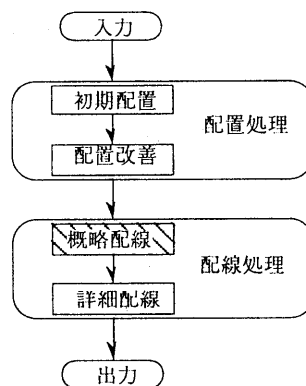 入力
初期配置
配置処理
配置改善
概略配線
配線処理
詳細配線
出力